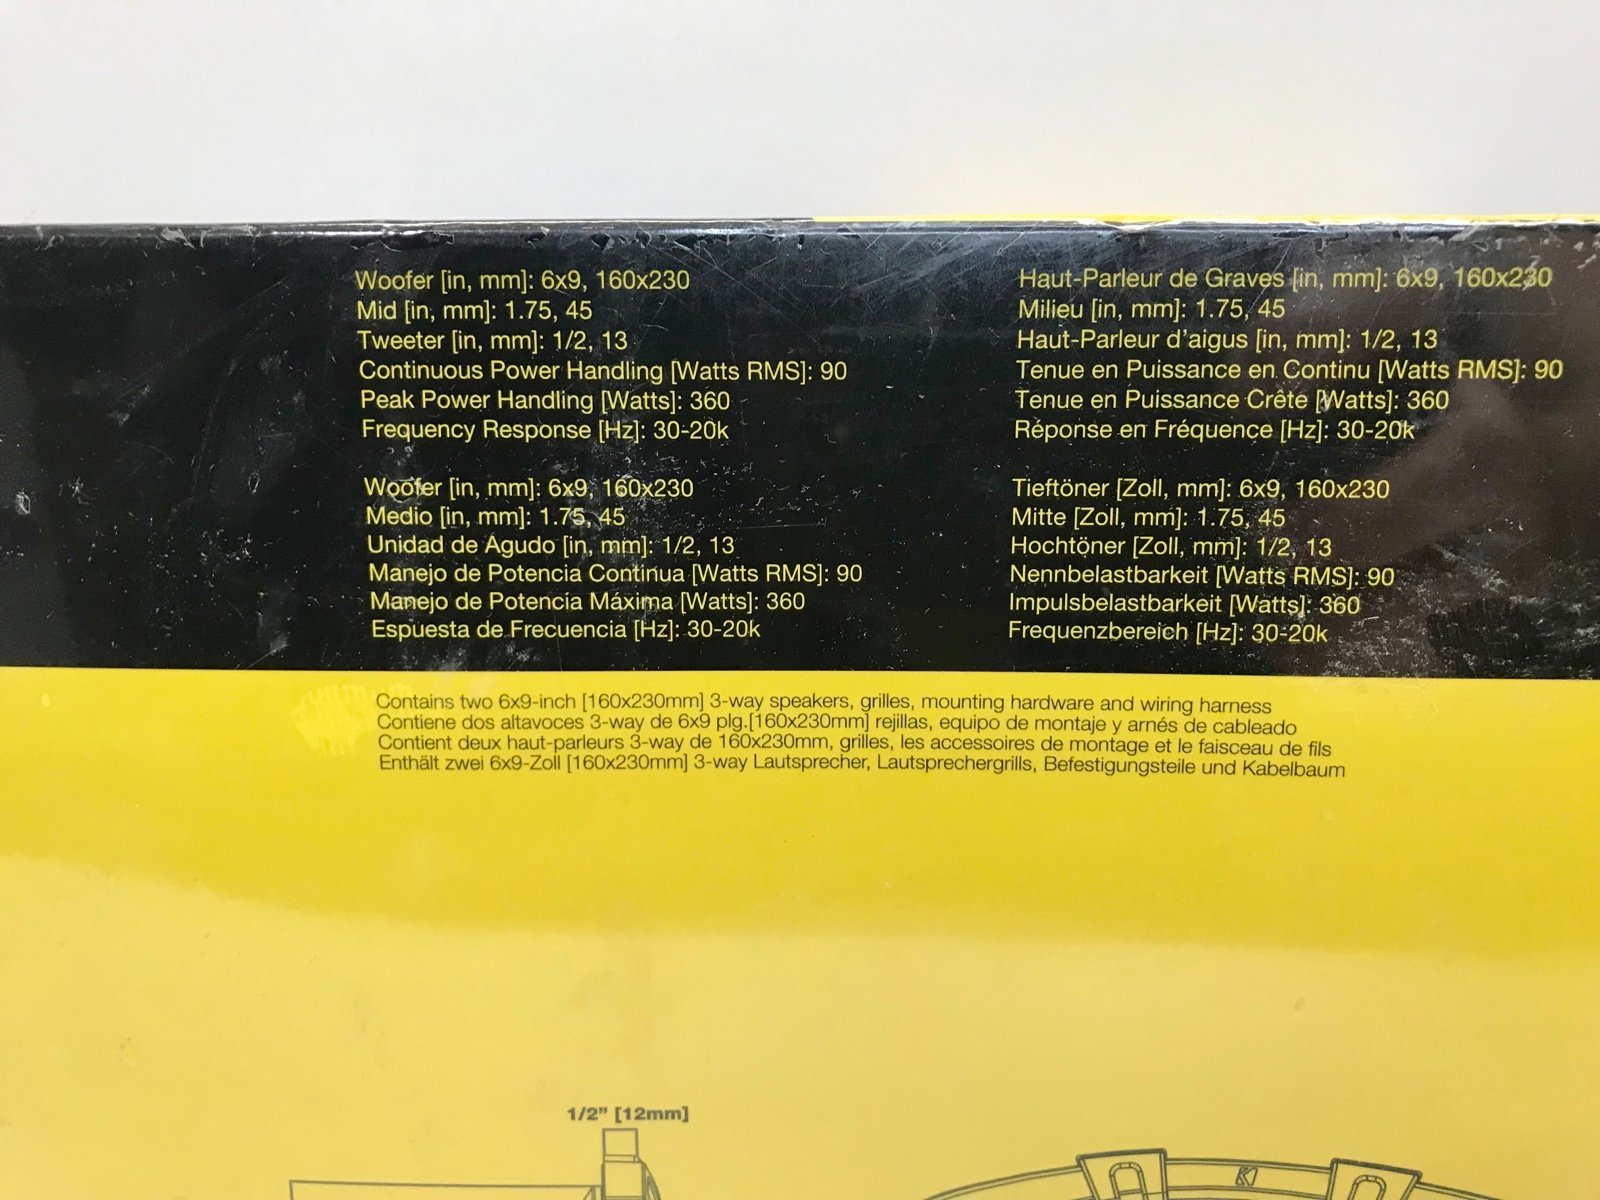 Woofer [in, mm]: 6x9, 160x230
Mid [in, mm]: 1.75, 45
Tweeter [in, mm]: 1/2, 13
Continuous Power Handling [Watts RMS]: 90
Peak Power Handling [Watts]: 360
Frequency Response [Hz]: 30-20k
Haut-Parleur de Graves [in, mm]: 6x9, 160x230
Milieu [in, mm]: 1.75, 45
Haut-Parleur d'aigus [in, mm]: 1/2, 13
Tenue en Puissance en Continu [Watts RMS]: 90
Tenue en Puissance Crête [Watts]: 360
Réponse en Fréquence [Hz]: 30-20k
Woofer [in, mm]: 6x9, 160x230
Medio [in, mm]: 1.75, 45
Unidad de Agudo [in, mm]: 1/2, 13
Manejo de Potencia Continua [Watts RMS]: 90
Manejo de Potencia Máxima [Watts]: 360
Espuesta de Frecuencia [Hz]: 30-20k
Tieftöner [Zoll, mm]: 6x9, 160x230
Mitte [Zoll, mm]: 1.75, 45
Hochtöner [Zoll, mm]: 1/2, 13
Nennbelastbarkeit [Watts RMS]: 90
Impulsbelastbarkeit [Watts]: 360
Frequenzbereich [Hz]: 30-20k
Contains two 6x9-inch [160x230mm] 3-way speakers, grilles, mounting hardware and wiring harness
Contiene dos altavoces 3-way de 6x9 plg.[160x230mm] rejillas, equipo de montaje y arnés de cableado
Contient deux haut-parleurs 3-way de 160x230mm, grilles, les accessoires de montage et le faisceau de fils
Enthält zwei 6x9-Zoll [160x230mm] 3-way Lautsprecher, Lautsprechergrills, Befestigungsteile und Kabelbaum
1/2" [12mm]